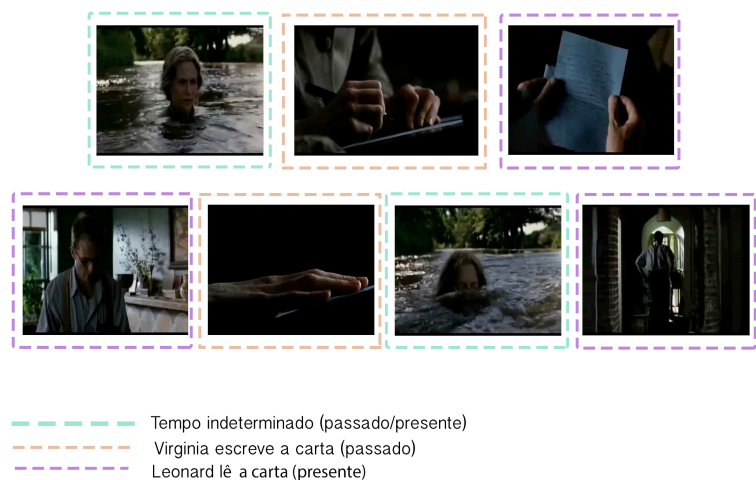 Tempo indeterminado (passado/presente)
Virginia escreve a carta (passado)
Leonard lê a carta (presente)